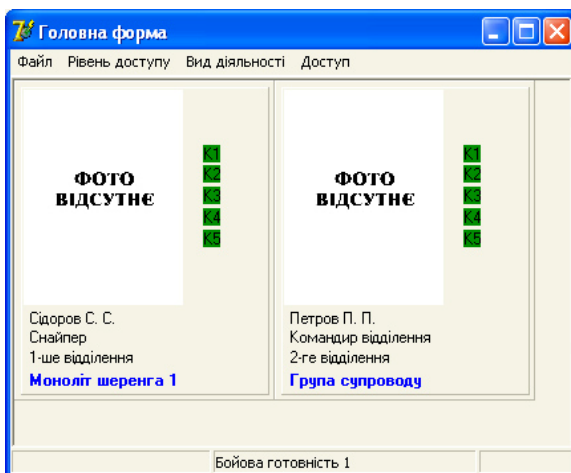 Головна форма
Файл Рівень доступу Вид діяльності Доступ
ФОТО
ВІДСУТНЄ
K1
K2
K3
K4
K5
Сідоров С. С.
Снайпер
1-ше відділення
Моноліт шеренга 1
ФОТО
ВІДСУТНЄ
K1
K2
K3
K4
K5
Петров П. П.
Командир відділення
2-ге відділення
Група супроводу
Бойова готовність 1